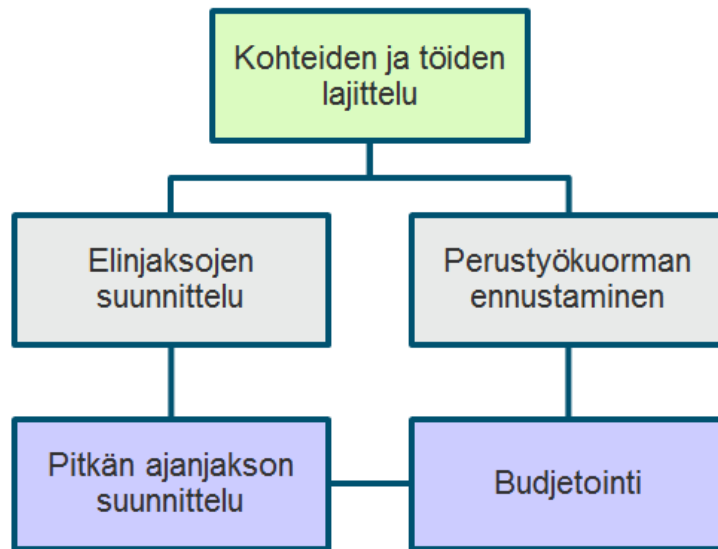 Kohteiden ja töiden
lajittelu
Elinjaksojen
suunnittelu
Perustyökuorman
ennustaminen
Pitkän ajanjakson
suunnittelu
Budjetointi